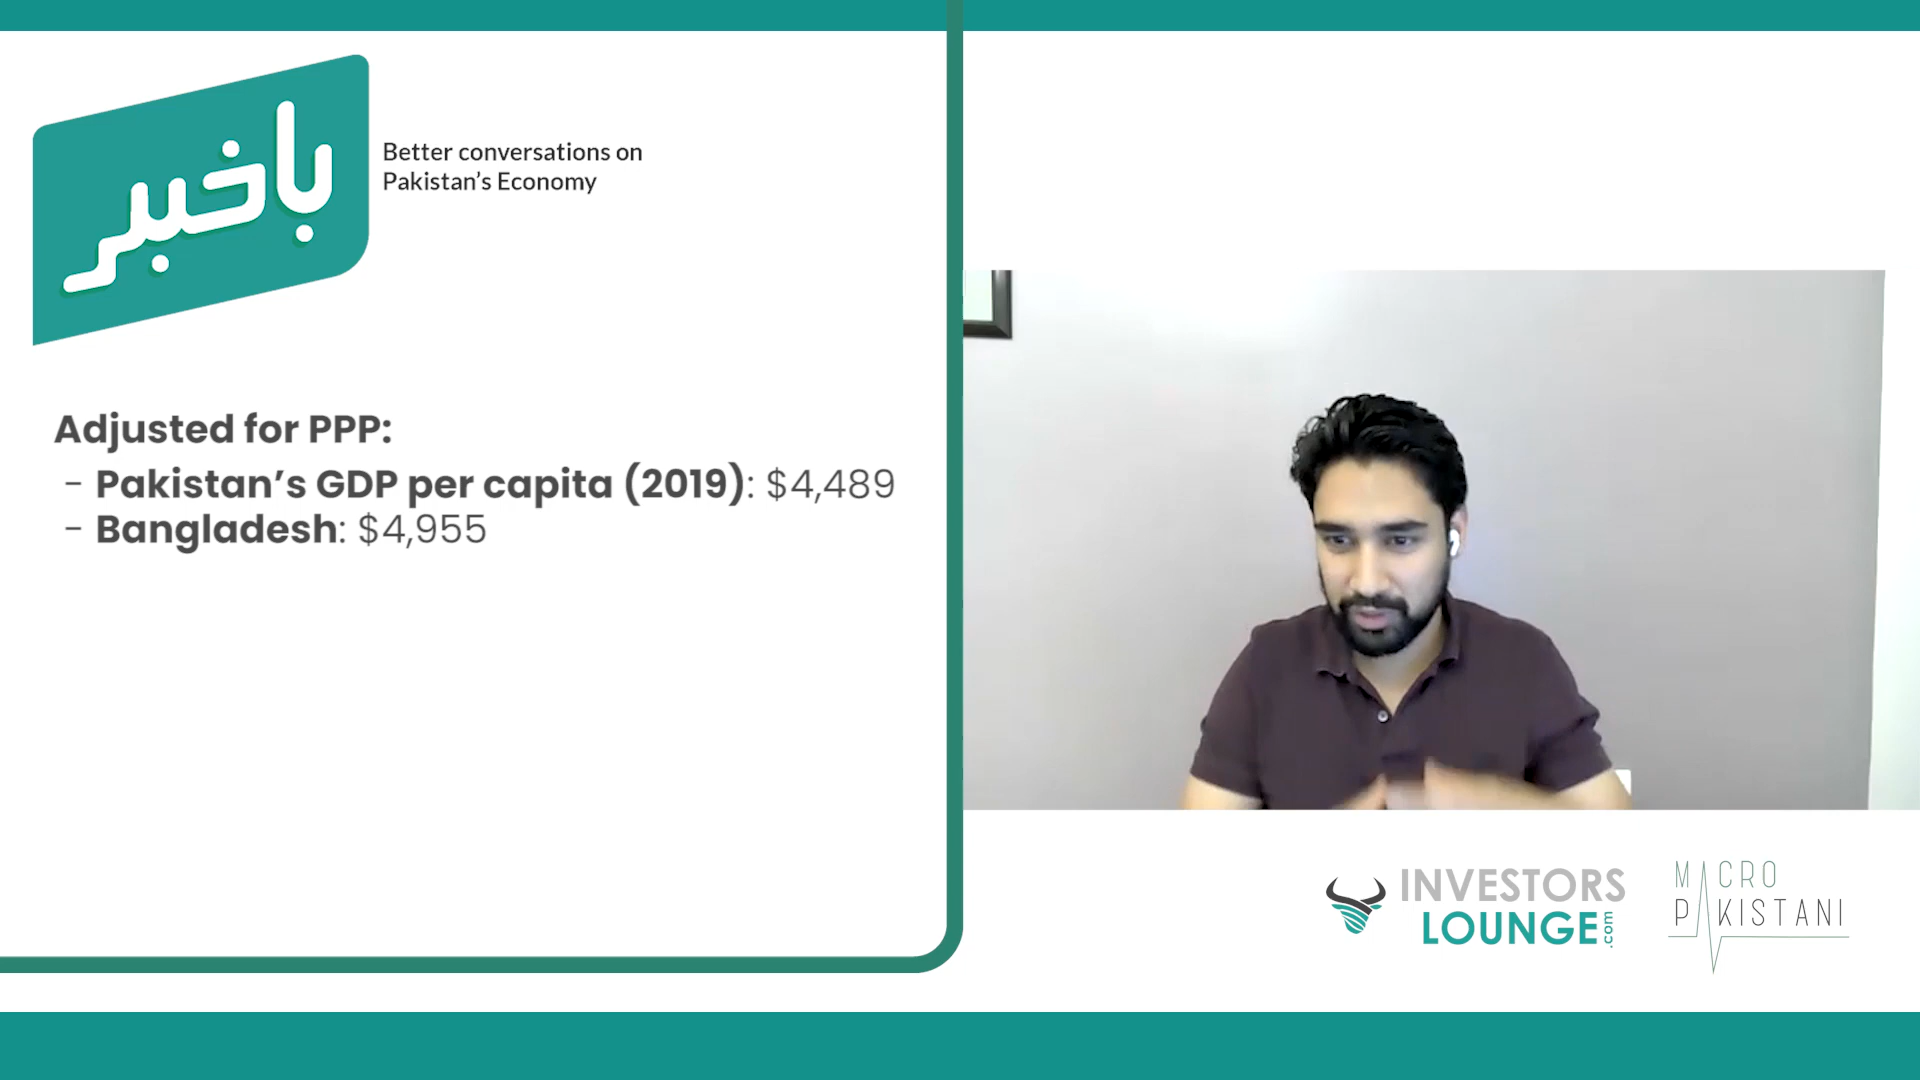 باخبر
Better conversations on
Pakistan's Economy
Adjusted for PPP:
- Pakistan's GDP per capita (2019): $4,489
- Bangladesh: $4,955
INVESTORS
LOUNGE.com
MACRO
PAKISTANI